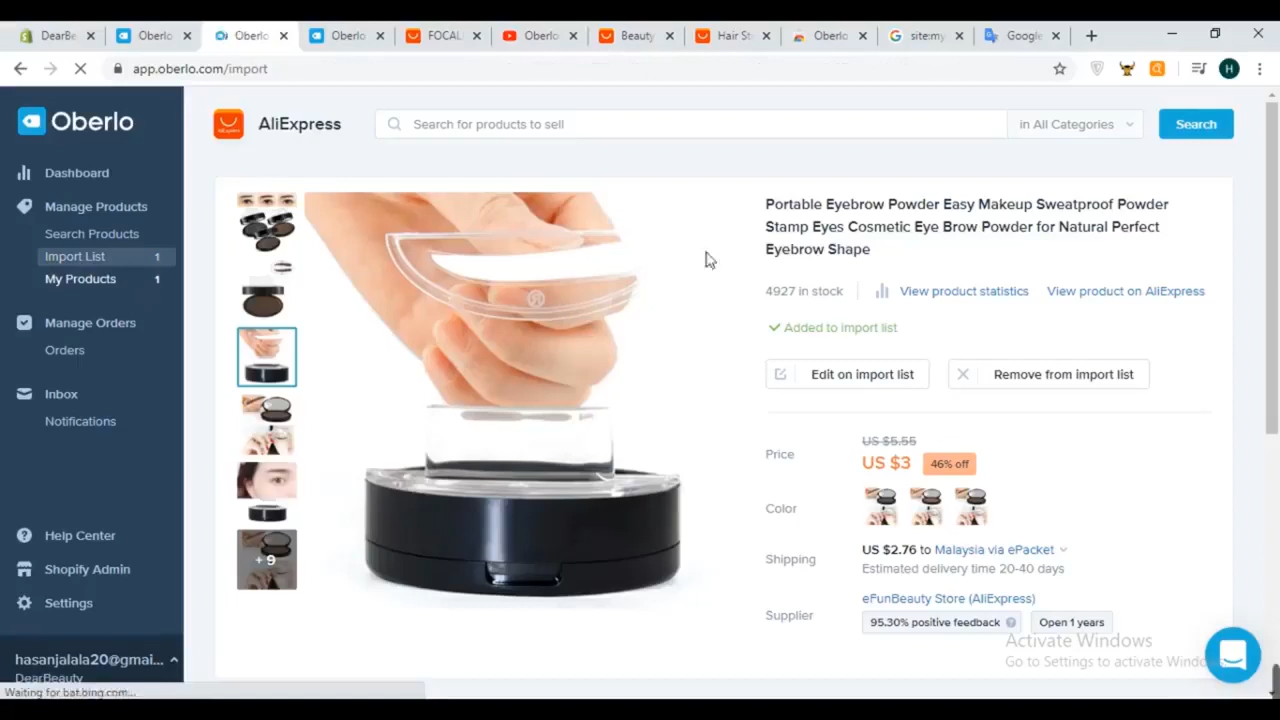 DearBe
Oberlo
Oberlo
Oberlo
FOCAL
Oberlo
Beauty
Hair St
Oberlo
site:my
Google
app.oberlo.com/import
H
Oberlo
AliExpress
Search for products to sell
in All Categories
Search
Dashboard
Manage Products
Search Products
Import List 1
My Products 1
Manage Orders
Orders
Inbox
Notifications
Help Center
Shopify Admin
Settings
hasanjalala20@gmai...
DearBeauty
Waiting for bat.bing.com...
+ 9
Portable Eyebrow Powder Easy Makeup Sweatproof Powder
Stamp Eyes Cosmetic Eye Brow Powder for Natural Perfect
Eyebrow Shape
4927 in stock
View product statistics
View product on AliExpress
Added to import list
Edit on import list
Remove from import list
US $5.55
Price
US $3
46% off
Color
Shipping
US $2.76 to Malaysia via ePacket
Estimated delivery time 20-40 days
Supplier
eFunBeauty Store (AliExpress)
95.30% positive feedback
Open 1 years
Activate Windows
Go to Settings to activate